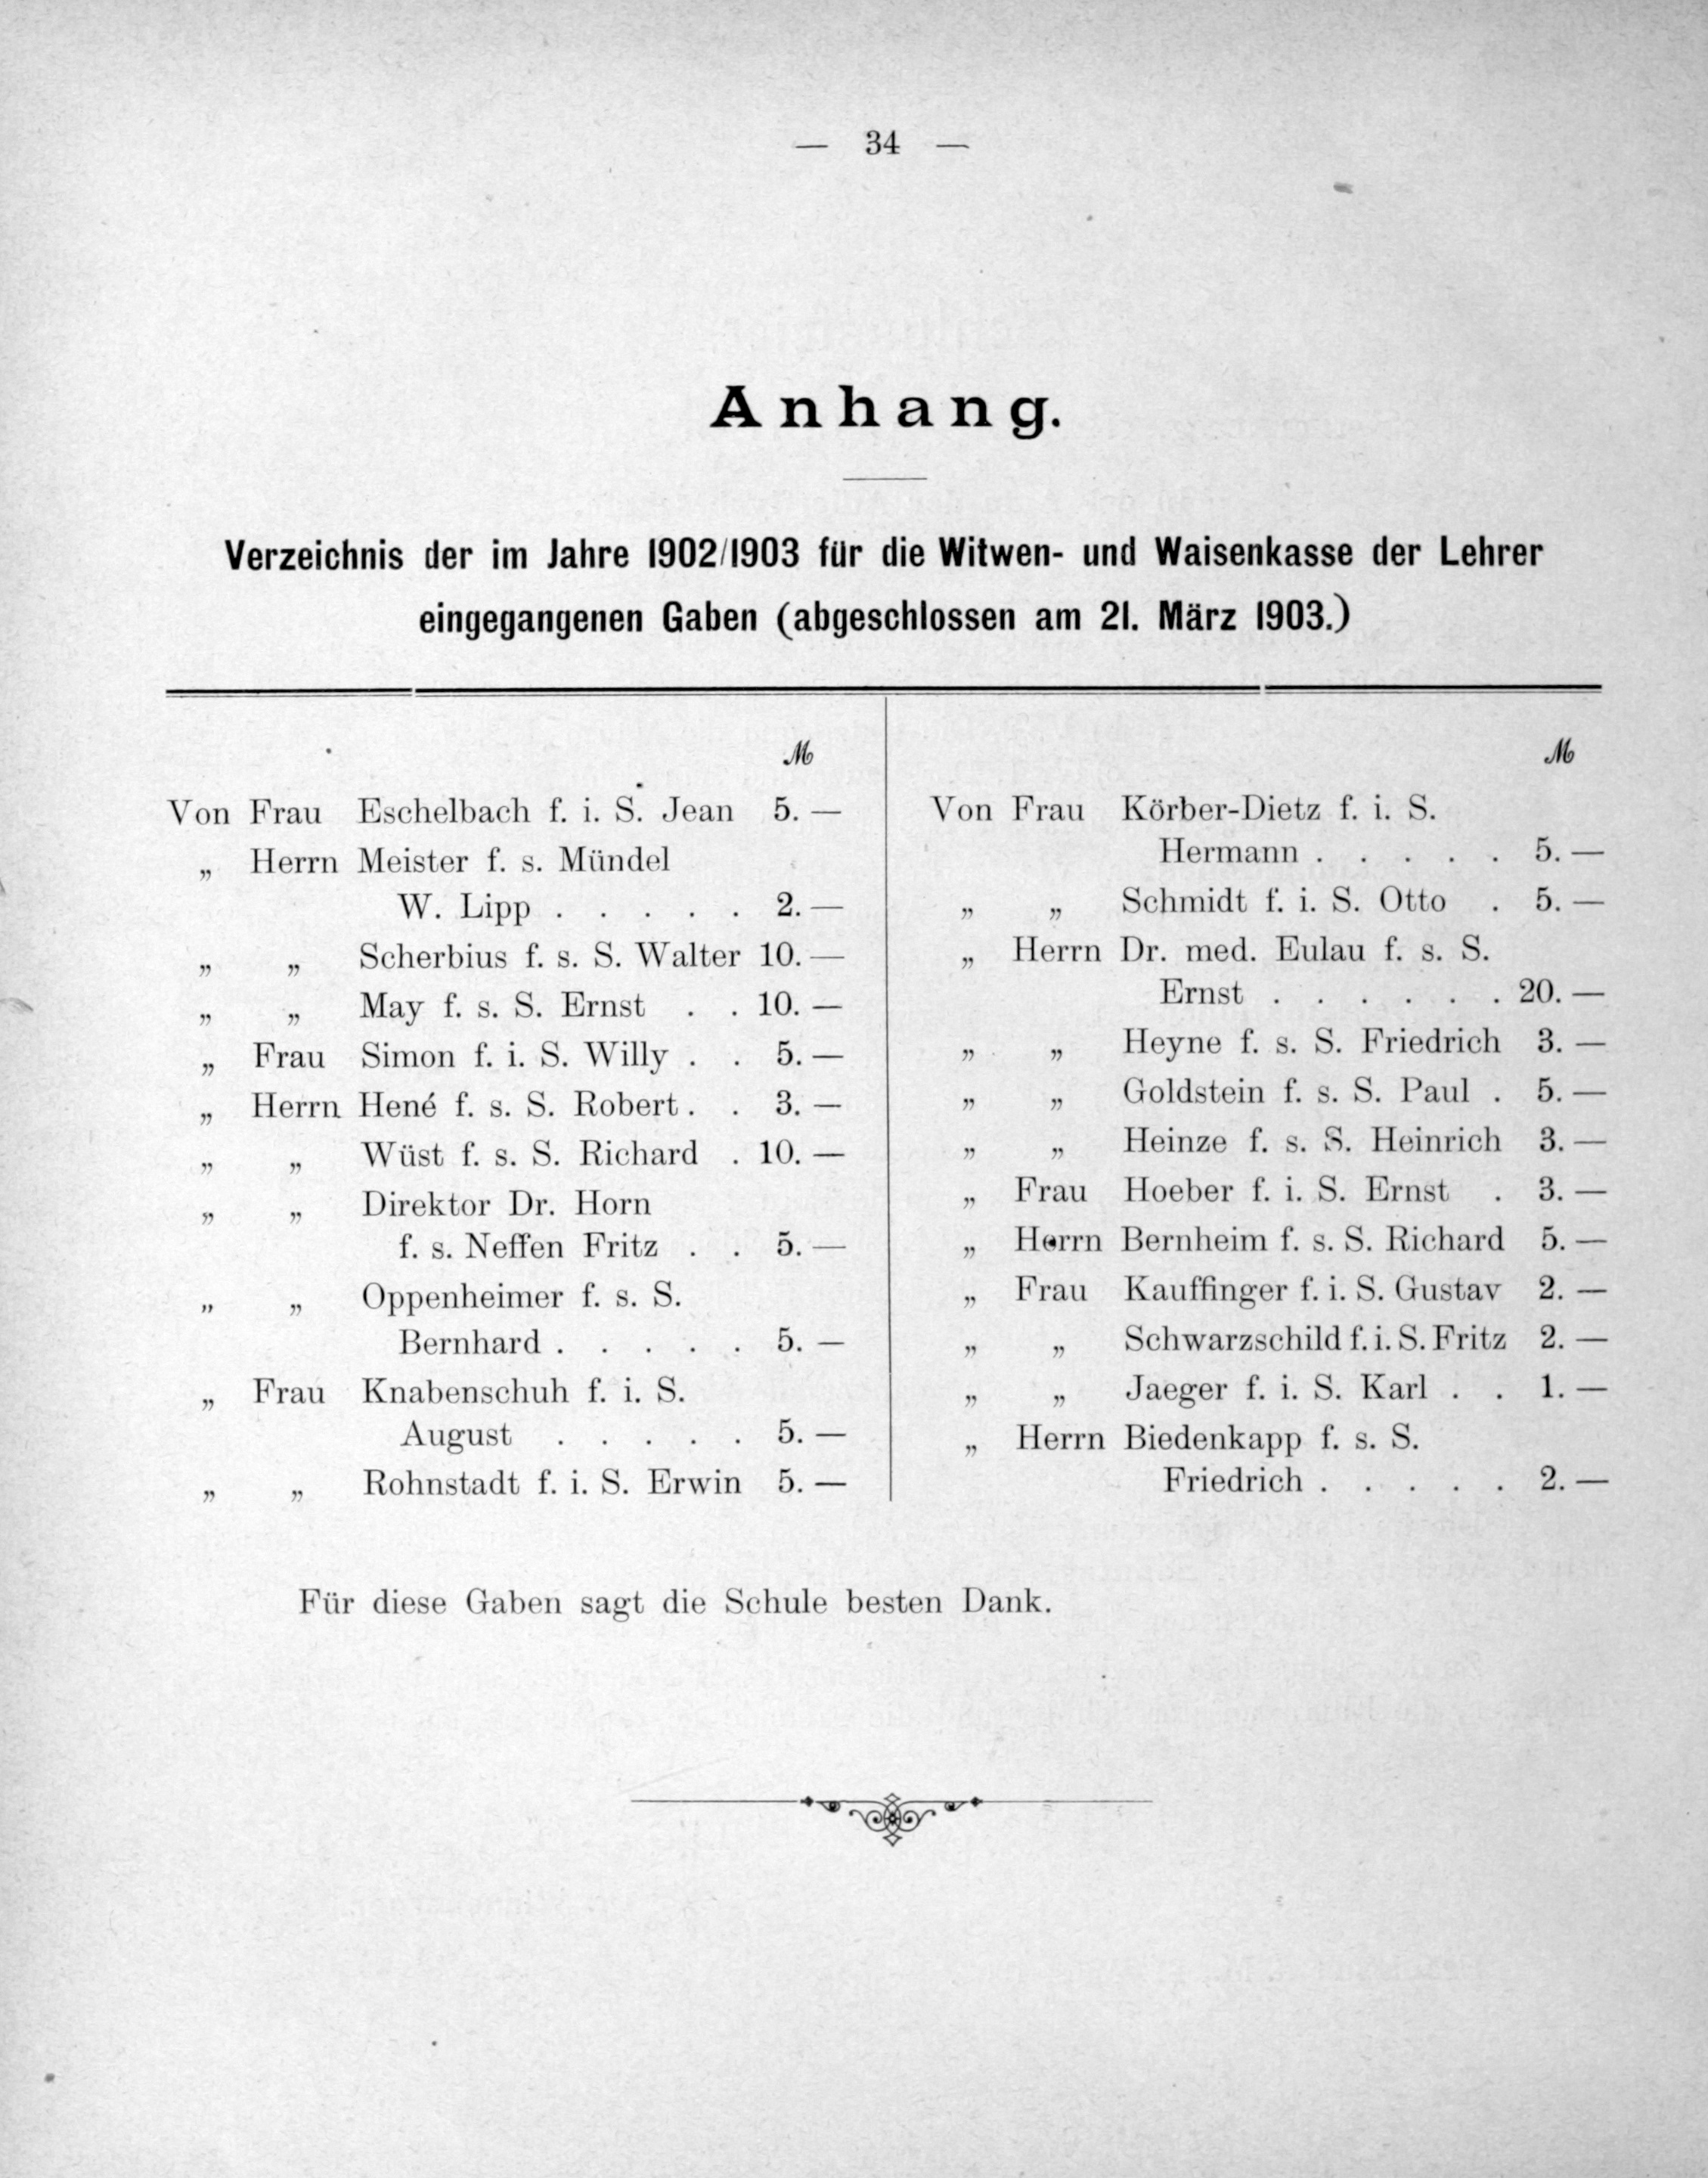 — 34 —
Anhang.
Verzeichnis der im Jahre 1902/1903 für die Witwen- und Waisenkasse der Lehrer
eingegangenen Gaben (abgeschlossen am 21. März 1903.)
M
Von Frau Eschelbach f. i. S. Jean 5. —
„ Herrn Meister f. s. Mündel
W. Lipp . . . . . 2. —
„ „ Scherbius f. s. S. Walter 10. —
„ „ May f. s. S. Ernst . . 10. —
„ Frau Simon f. i. S. Willy . . 5. —
„ Herrn Hené f. s. S. Robert . . 3. —
„ „ Wüst f. s. S. Richard . 10. —
„ „ Direktor Dr. Horn
f. s. Neffen Fritz . . 5. —
„ „ Oppenheimer f. s. S.
Bernhard . . . . . 5. —
„ Frau Knabenschuh f. i. S.
August . . . . . 5. —
„ „ Rohnstadt f. i. S. Erwin 5. —
M
Von Frau Körber-Dietz f. i. S.
Hermann . . . . . 5. —
„ „ Schmidt f. i. S. Otto . 5. —
„ Herrn Dr. med. Eulau f. s. S.
Ernst . . . . . . 20. —
„ „ Heyne f. s. S. Friedrich 3. —
„ „ Goldstein f. s. S. Paul . 5. —
„ „ Heinze f. s. S. Heinrich 3. —
„ Frau Hoeber f. i. S. Ernst . 3. —
„ Herrn Bernheim f. s. S. Richard 5. —
„ Frau Kauffinger f. i. S. Gustav 2. —
„ „ Schwarzschild f. i. S. Fritz 2. —
„ „ Jaeger f. i. S. Karl . . 1. —
„ Herrn Biedenkapp f. s. S.
Friedrich . . . . . 2. —
Für diese Gaben sagt die Schule besten Dank.